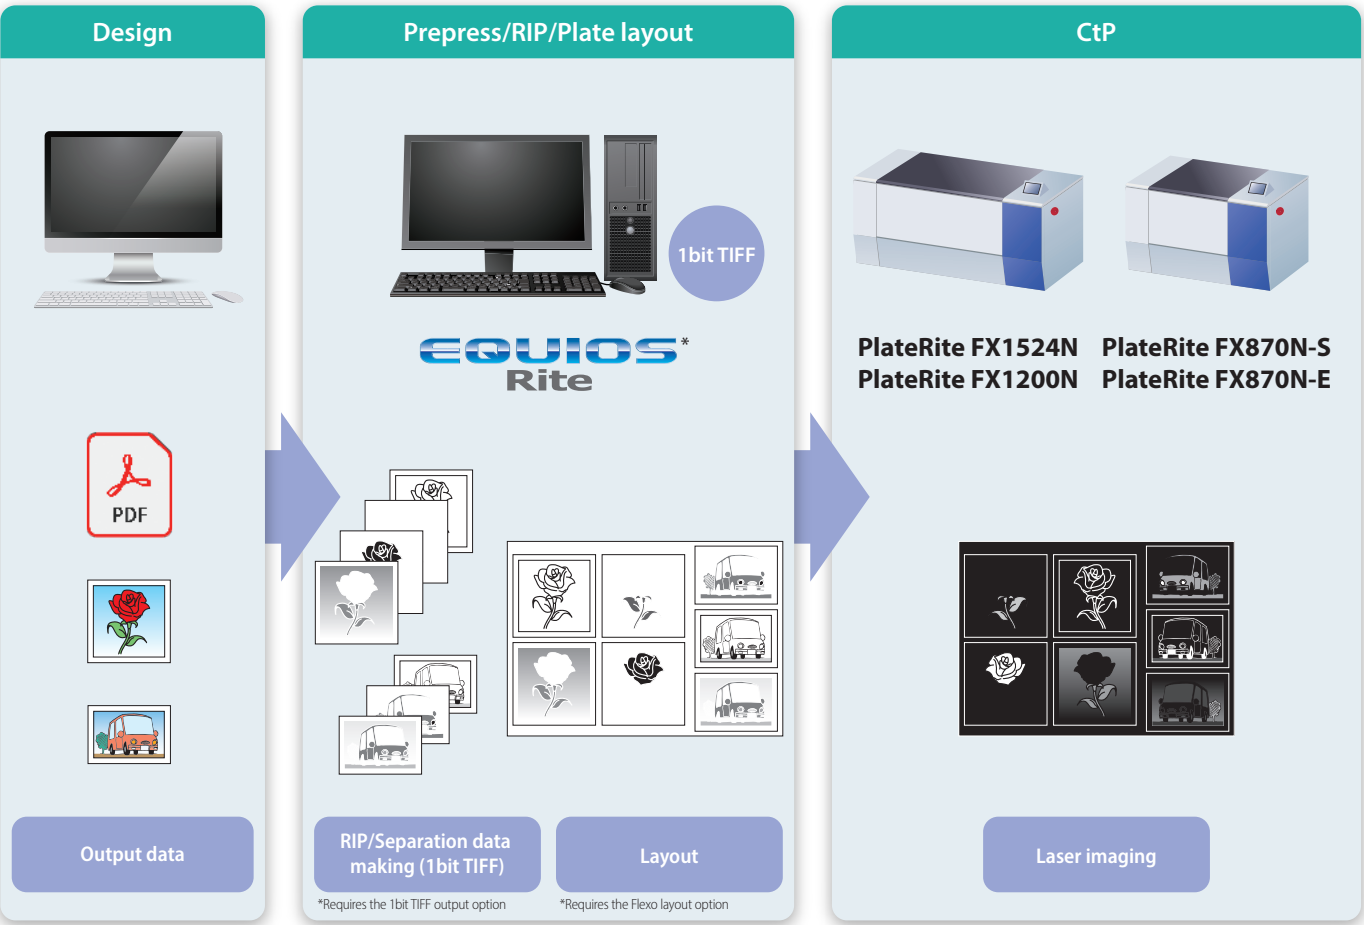 Design
PDF
Output data
Prepress/RIP/Plate layout
1bit TIFF
EQUIOS*
Rite
RIP/Separation data
making (1bit TIFF)
*Requires the 1bit TIFF output option
Layout
*Requires the Flexo layout option
CtP
PlateRite FX1524N
PlateRite FX1200N
PlateRite FX870N-S
PlateRite FX870N-E
Laser imaging